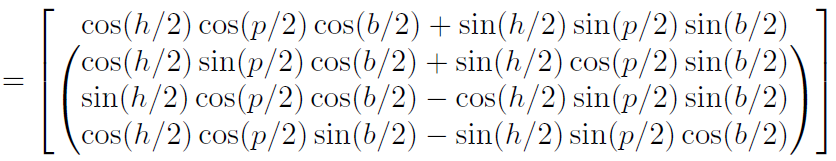 cos(h/2) cos(p/2) cos(b/2) + sin(h/2) sin(p/2) sin(b/2)
cos(h/2) sin(p/2) cos(b/2) + sin(h/2) cos(p/2) sin(b/2)
= sin(h/2) cos(p/2) cos(b/2) − cos(h/2) sin(p/2) sin(b/2)
cos(h/2) cos(p/2) sin(b/2) − sin(h/2) sin(p/2) cos(b/2)